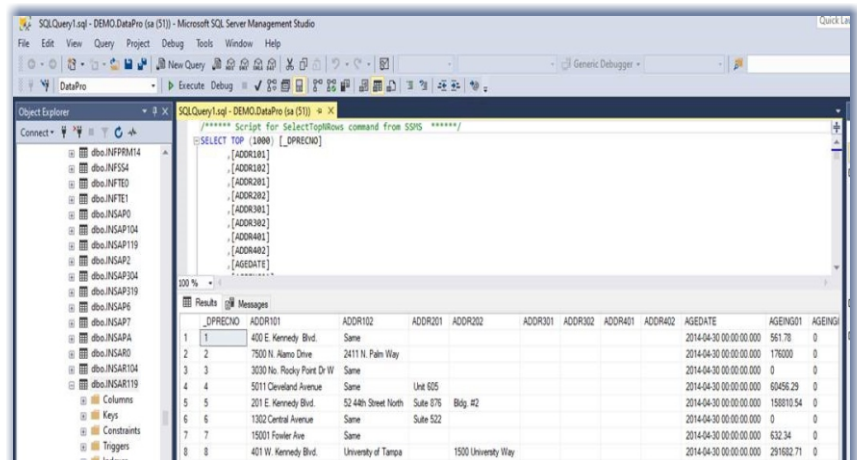 SQLQuery1.sql - DEMO.DataPro (sa (51)) - Microsoft SQL Server Management Studio
Quick La
File Edit View Query Project Debug Tools Window Help
New Query
Generic Debugger
DataPro
Execute Debug
Object Explorer
SQLQuery1.sql - DEMO.DataPro (sa (51))
Connect
/****** Script for SelectTopNRows command from SSMS ******/
SELECT TOP (1000) [_DPRECNO]
,[ADDR101]
,[ADDR102]
,[ADDR201]
,[ADDR202]
,[ADDR301]
,[ADDR302]
,[ADDR401]
,[ADDR402]
,[AGEDATE]
dbo.INFPRM14
dbo.INFSS4
dbo.INFTE0
dbo.INFTE1
dbo.INSAP0
dbo.INSAP104
dbo.INSAP119
dbo.INSAP2
dbo.INSAP304
dbo.INSAP319
dbo.INSAP6
dbo.INSAP7
dbo.INSAPA
dbo.INSAR0
dbo.INSAR104
dbo.INSAR119
Columns
Keys
Constraints
Triggers
100 %
Results Messages
_DPRECNO ADDR101 ADDR102 ADDR201 ADDR202 ADDR301 ADDR302 ADDR401 ADDR402 AGEDATE AGEING01 AGEING
1 1 400 E. Kennedy Blvd. Same 2014-04-30 00:00:00.000 561.78 0
2 2 7500 N. Alamo Drive 2411 N. Palm Way 2014-04-30 00:00:00.000 176000 0
3 3 3030 No. Rocky Point Dr W Same 2014-04-30 00:00:00.000 0 0
4 4 5011 Cleveland Avenue Same Unit 605 2014-04-30 00:00:00.000 60456.29 0
5 5 201 E. Kennedy Blvd. 52 44th Street North Suite 876 Bldg. #2 2014-04-30 00:00:00.000 158810.54 0
6 6 1302 Central Avenue Same Suite 522 2014-04-30 00:00:00.000 0 0
7 7 15001 Fowler Ave Same 2014-04-30 00:00:00.000 632.34 0
8 8 401 W. Kennedy Blvd. University of Tampa 1500 University Way 2014-04-30 00:00:00.000 291682.71 0